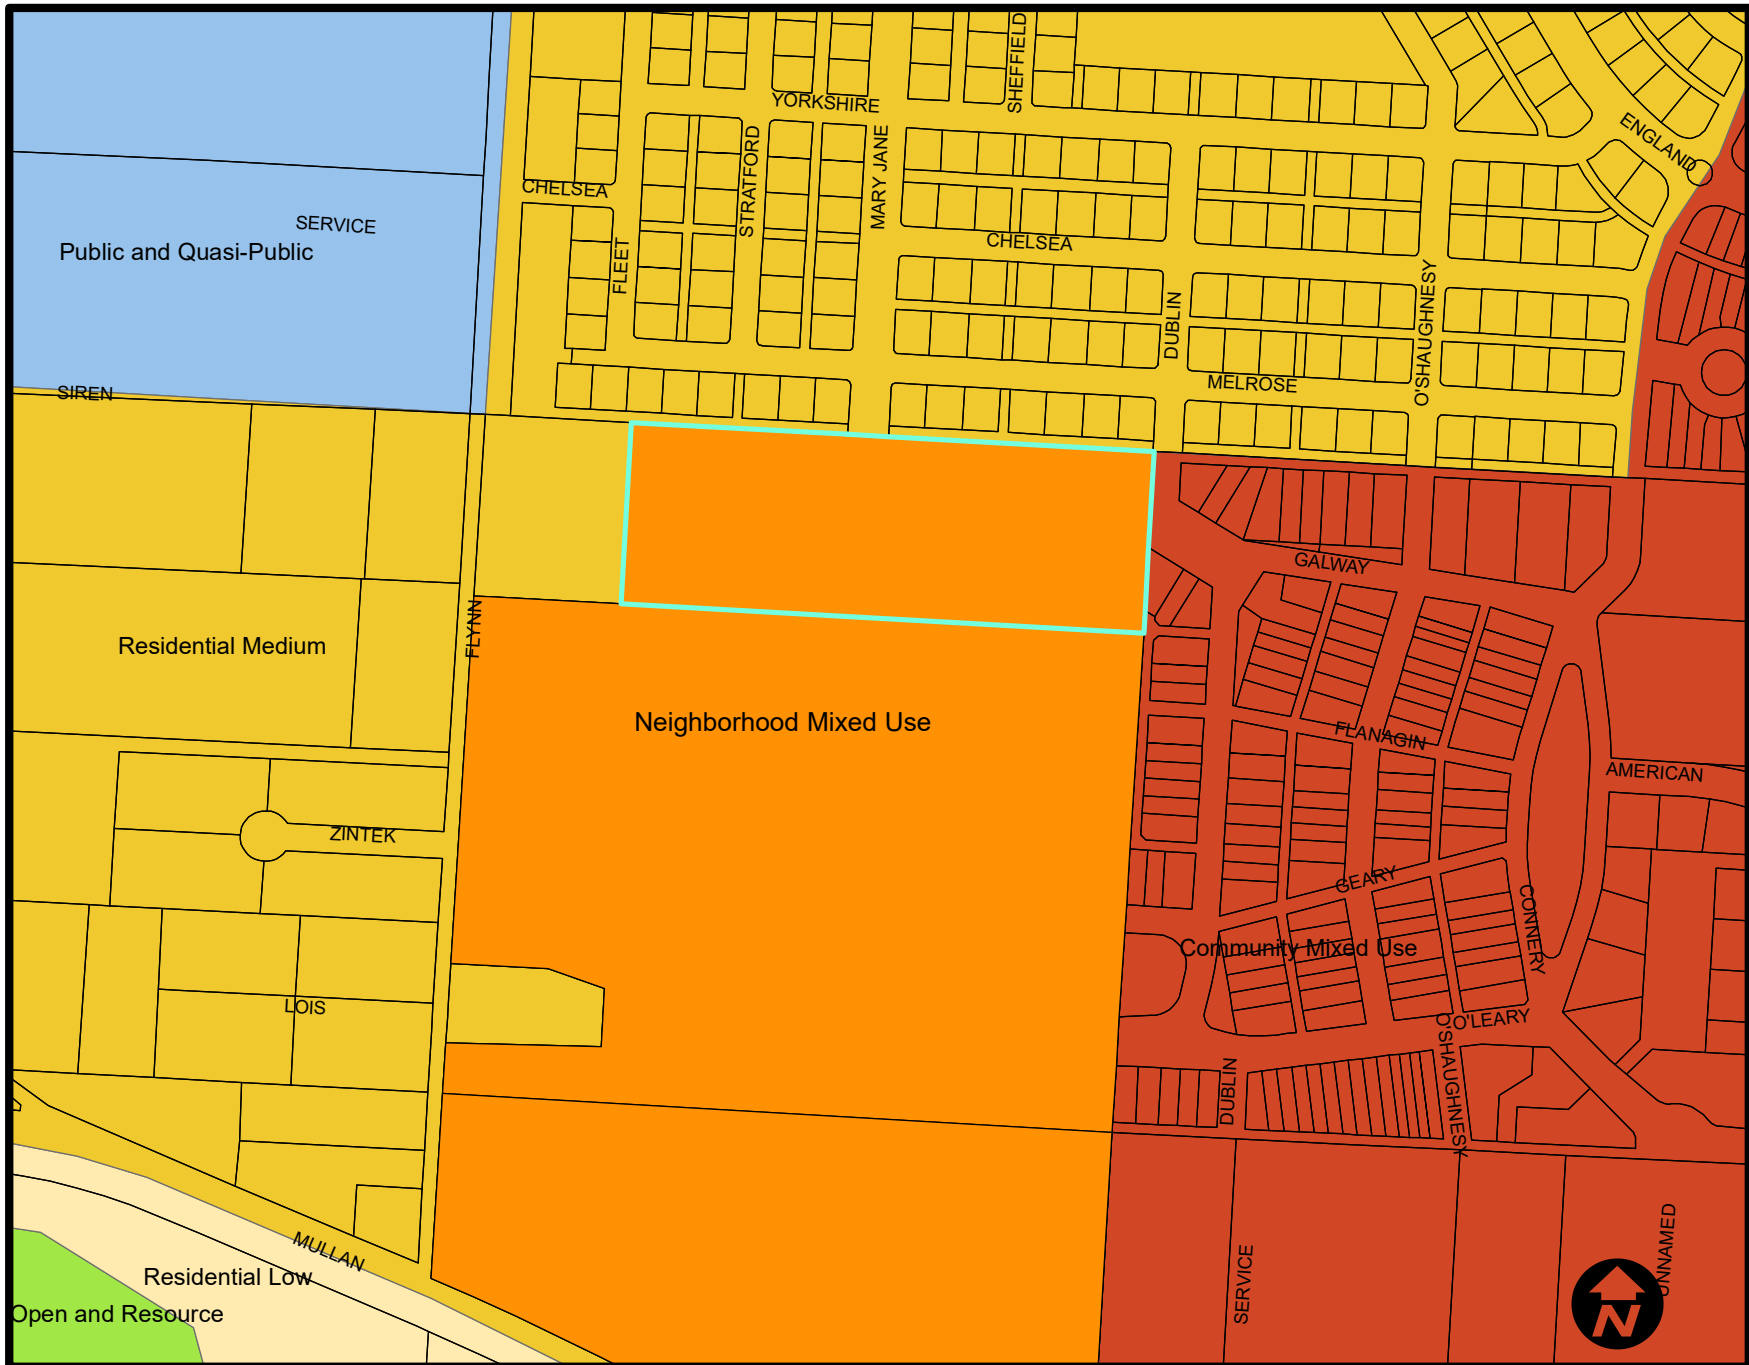 SHEFFIELD
YORKSHIRE
ENGLAND
STRATFORD
MARY JANE
CHELSEA
SERVICE
Public and Quasi-Public
FLEET
CHELSEA
DUBLIN
O'SHAUGHNESY
SIREN
MELROSE
GALWAY
FLYNN
Residential Medium
Neighborhood Mixed Use
FLANAGIN
AMERICAN
ZINTEK
GEARY
CONNERY
Community Mixed Use
LOIS
O'LEARY
O'SHAUGHNESY
DUBLIN
MULLAN
UNNAMED
SERVICE
Residential Low
Open and Resource
N